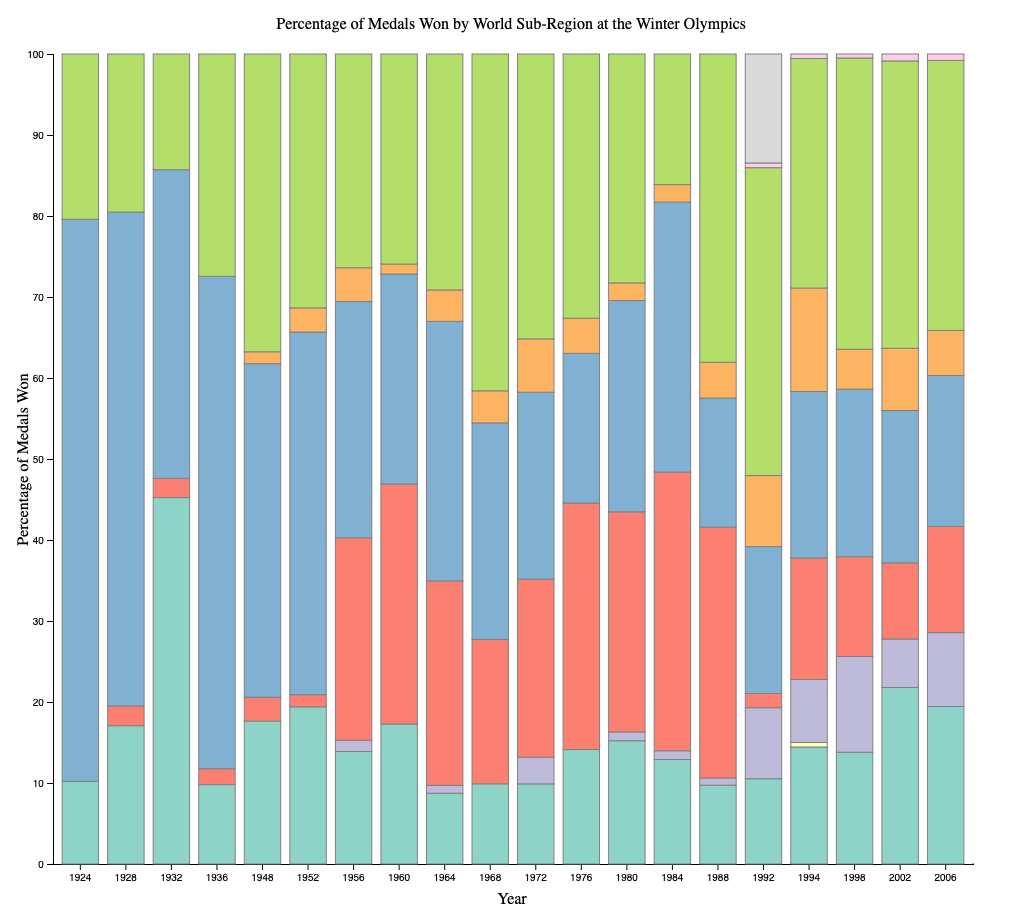 Percentage of Medals Won by World Sub-Region at the Winter Olympics
100
90
80
70
60
50
40
30
20
10
0
Percentage of Medals Won
1924 1928 1932 1936 1948 1952 1956 1960 1964 1968 1972 1976 1980 1984 1988 1992 1994 1998 2002 2006
Year